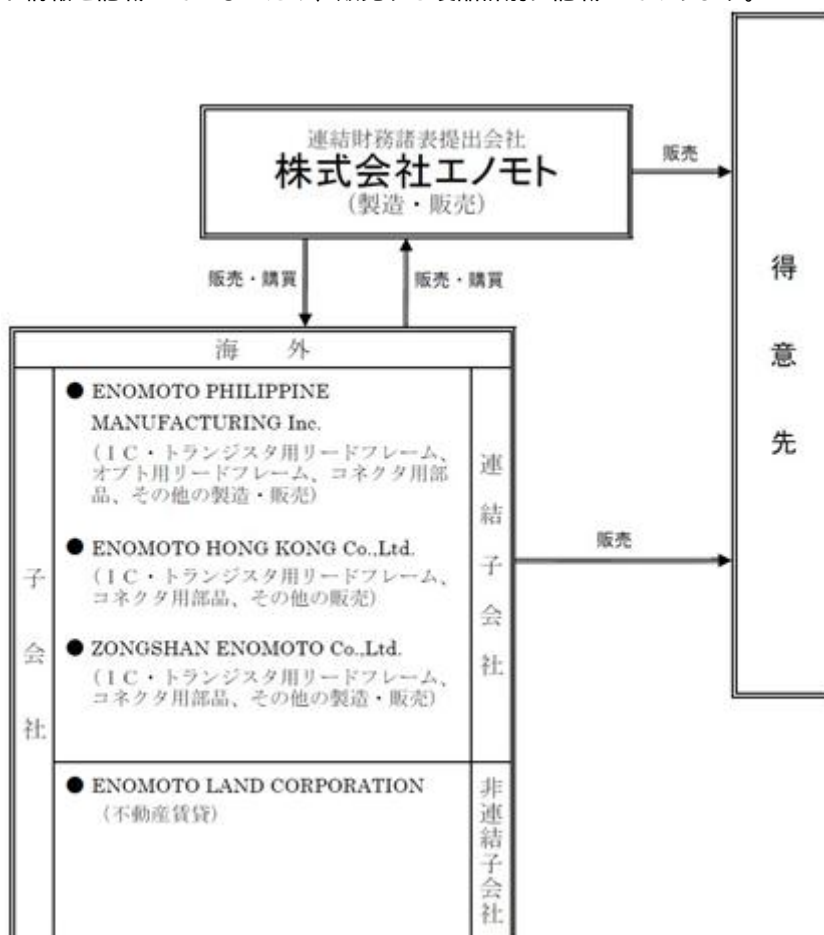 連結財務諸表提出会社
株式会社エノモト
(製造・販売)
販売
販売・購買
販売・購買
得意先
海 外
子会社
● ENOMOTO PHILIPPINE
MANUFACTURING Inc.
(IC・トランジスタ用リードフレーム、
オプト用リードフレーム、コネクタ用部
品、その他の製造・販売)
● ENOMOTO HONG KONG Co.,Ltd.
(IC・トランジスタ用リードフレーム、
コネクタ用部品、その他の販売)
● ZONGSHAN ENOMOTO Co.,Ltd.
(IC・トランジスタ用リードフレーム、
コネクタ用部品、その他の製造・販売)
連結子会社
販売
● ENOMOTO LAND CORPORATION
(不動産賃貸)
非連結子会社